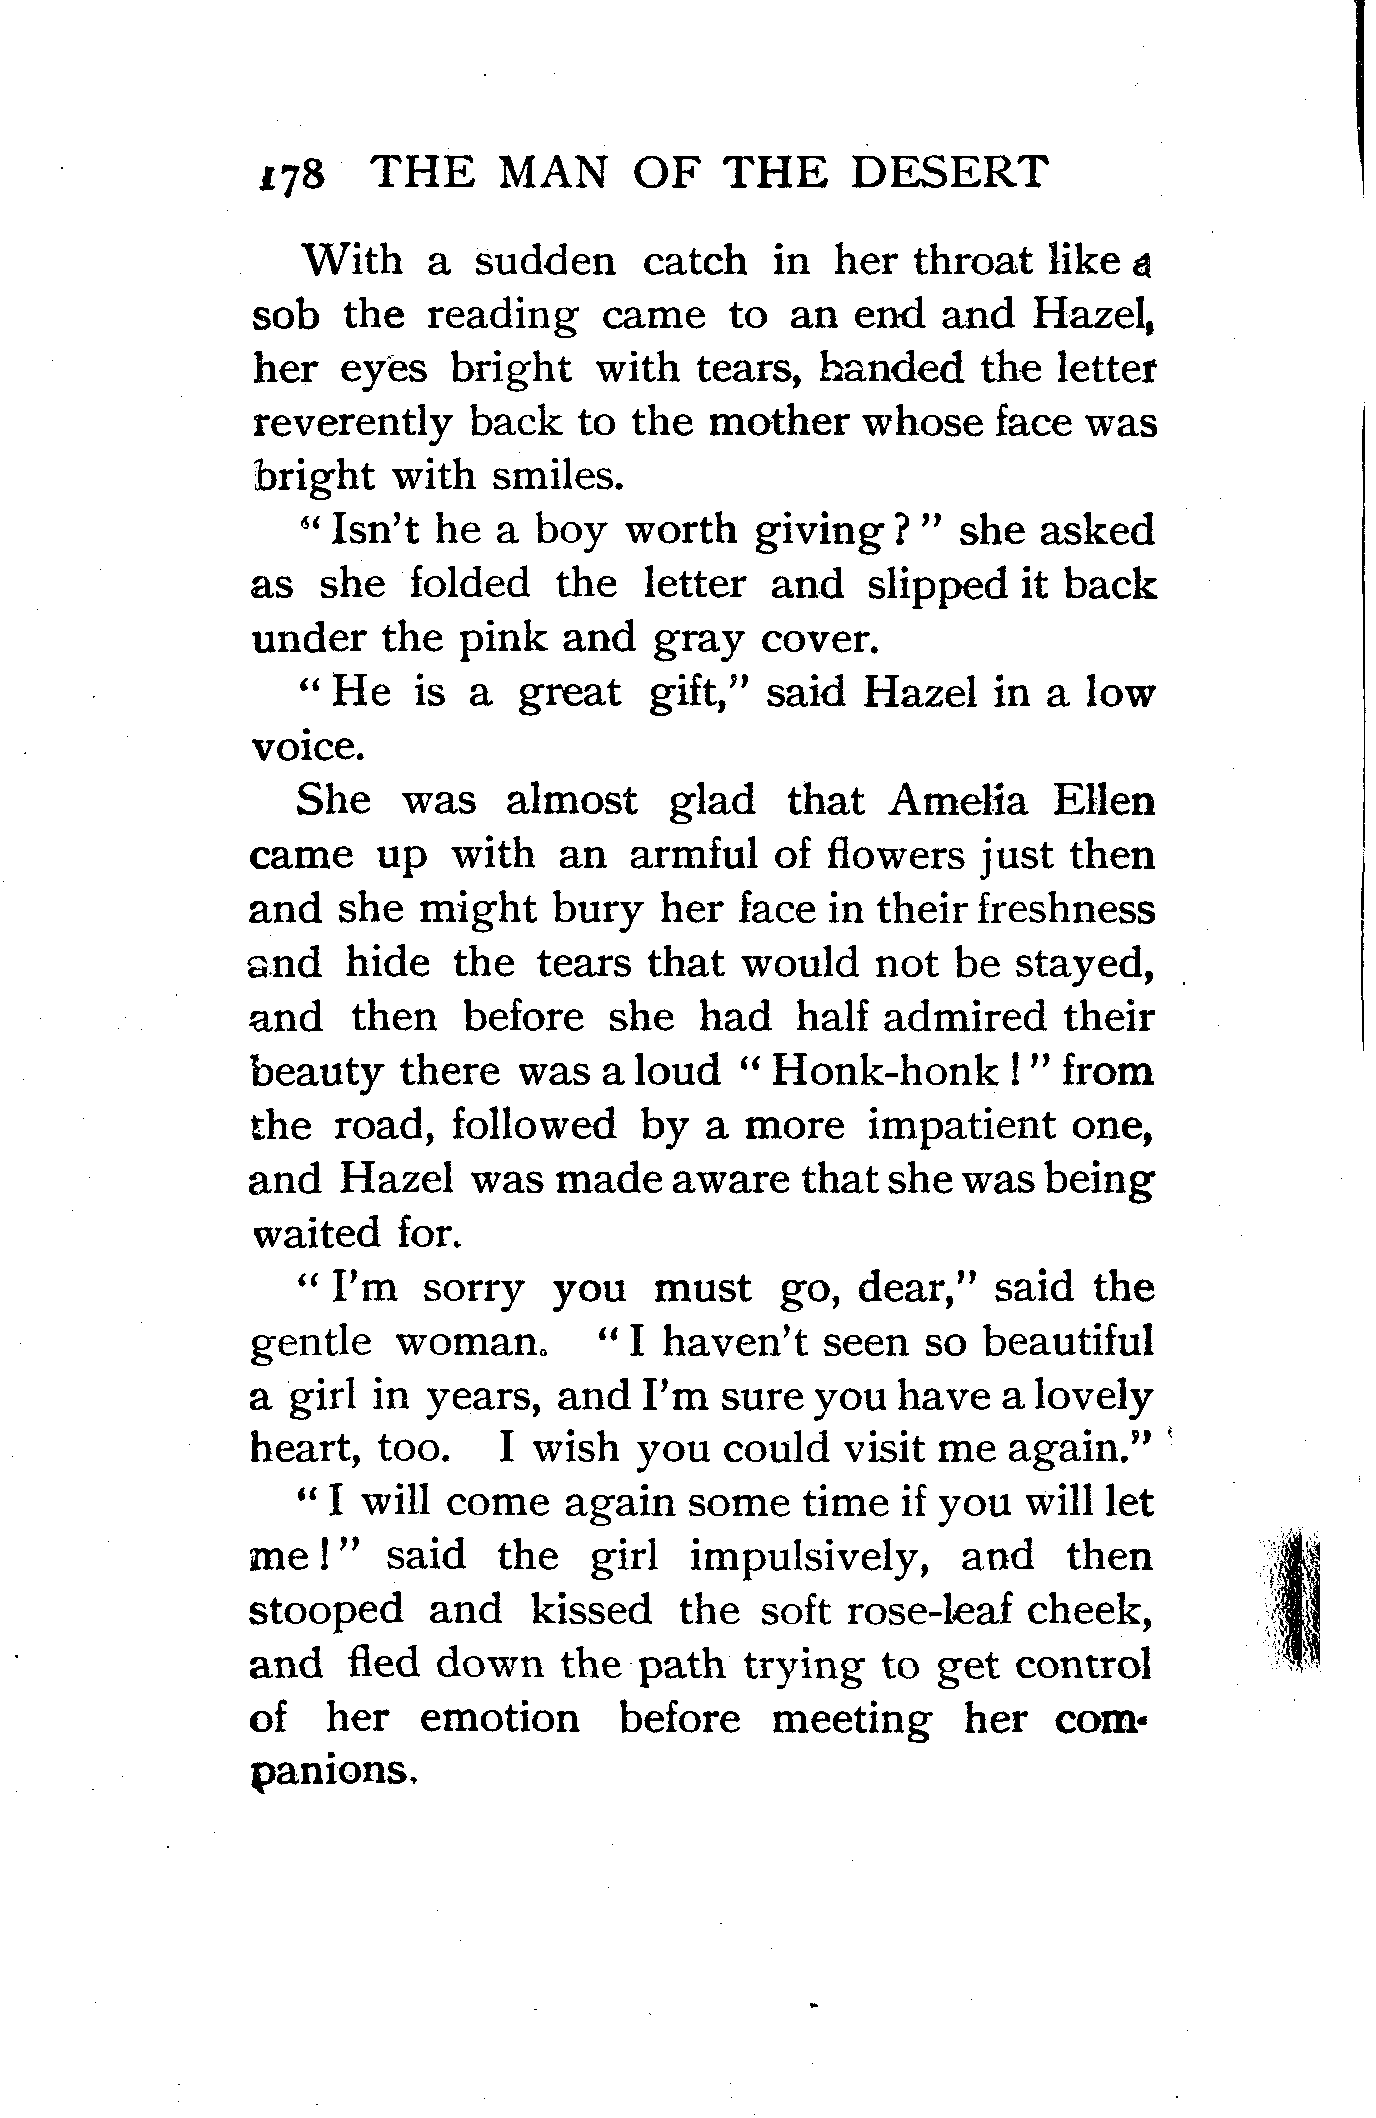 178 THE MAN OF THE DESERT
With a sudden catch in her throat like a
sob the reading came to an end and Hazel,
her eyes bright with tears, handed the letter
reverently back to the mother whose face was
bright with smiles.
"Isn't he a boy worth giving?" she asked
as she folded the letter and slipped it back
under the pink and gray cover.
"He is a great gift," said Hazel in a low
voice.
She was almost glad that Amelia Ellen
came up with an armful of flowers just then
and she might bury her face in their freshness
and hide the tears that would not be stayed,
and then before she had half admired their
beauty there was a loud "Honk-honk!" from
the road, followed by a more impatient one,
and Hazel was made aware that she was being
waited for.
"I'm sorry you must go, dear," said the
gentle woman. "I haven't seen so beautiful
a girl in years, and I'm sure you have a lovely
heart, too. I wish you could visit me again."
"I will come again some time if you will let
me!" said the girl impulsively, and then
stooped and kissed the soft rose-leaf cheek,
and fled down the path trying to get control
of her emotion before meeting her com-
panions.